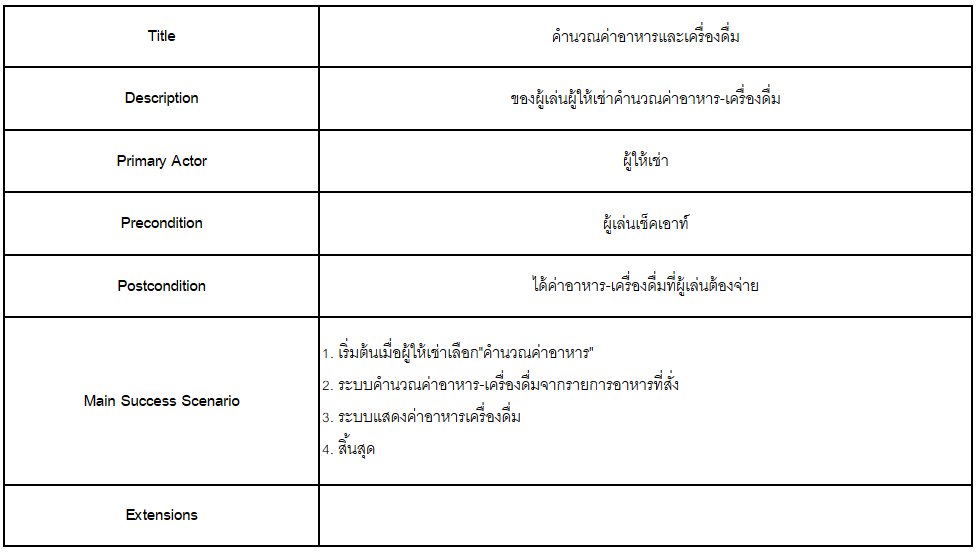 Title
คำนวณค่าอาหารและเครื่องดื่ม
Description
ของผู้เล่นผู้ให้เช่าคำนวณค่าอาหาร-เครื่องดื่ม
Primary Actor
ผู้ให้เช่า
Precondition
ผู้เล่นเช็คเอาท์
Postcondition
ได้ค่าอาหาร-เครื่องดื่มที่ผู้เล่นต้องจ่าย
Main Success Scenario
1. เริ่มต้นเมื่อผู้ให้เช่าเลือก"คำนวณค่าอาหาร"
2. ระบบคำนวณค่าอาหาร-เครื่องดื่มจากรายการอาหารที่สั่ง
3. ระบบแสดงค่าอาหารเครื่องดื่ม
4. สิ้นสุด
Extensions